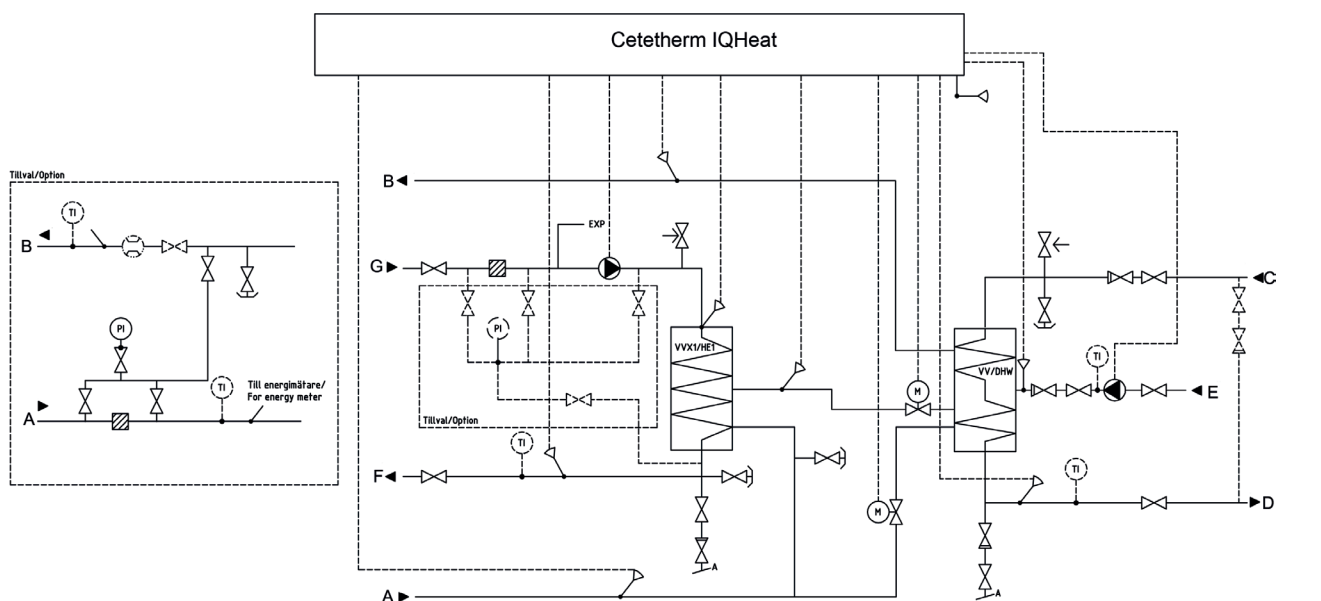 Cetetherm IQHeat
Tillval/Option
B
TI
PI
TI
Till energimätare/
For energy meter
A
B
EXP
G
PI
VVX1/HE1
Tillval/Option
TI
F
A
A
M
M
C
VV/DHW
TI
E
TI
D
A